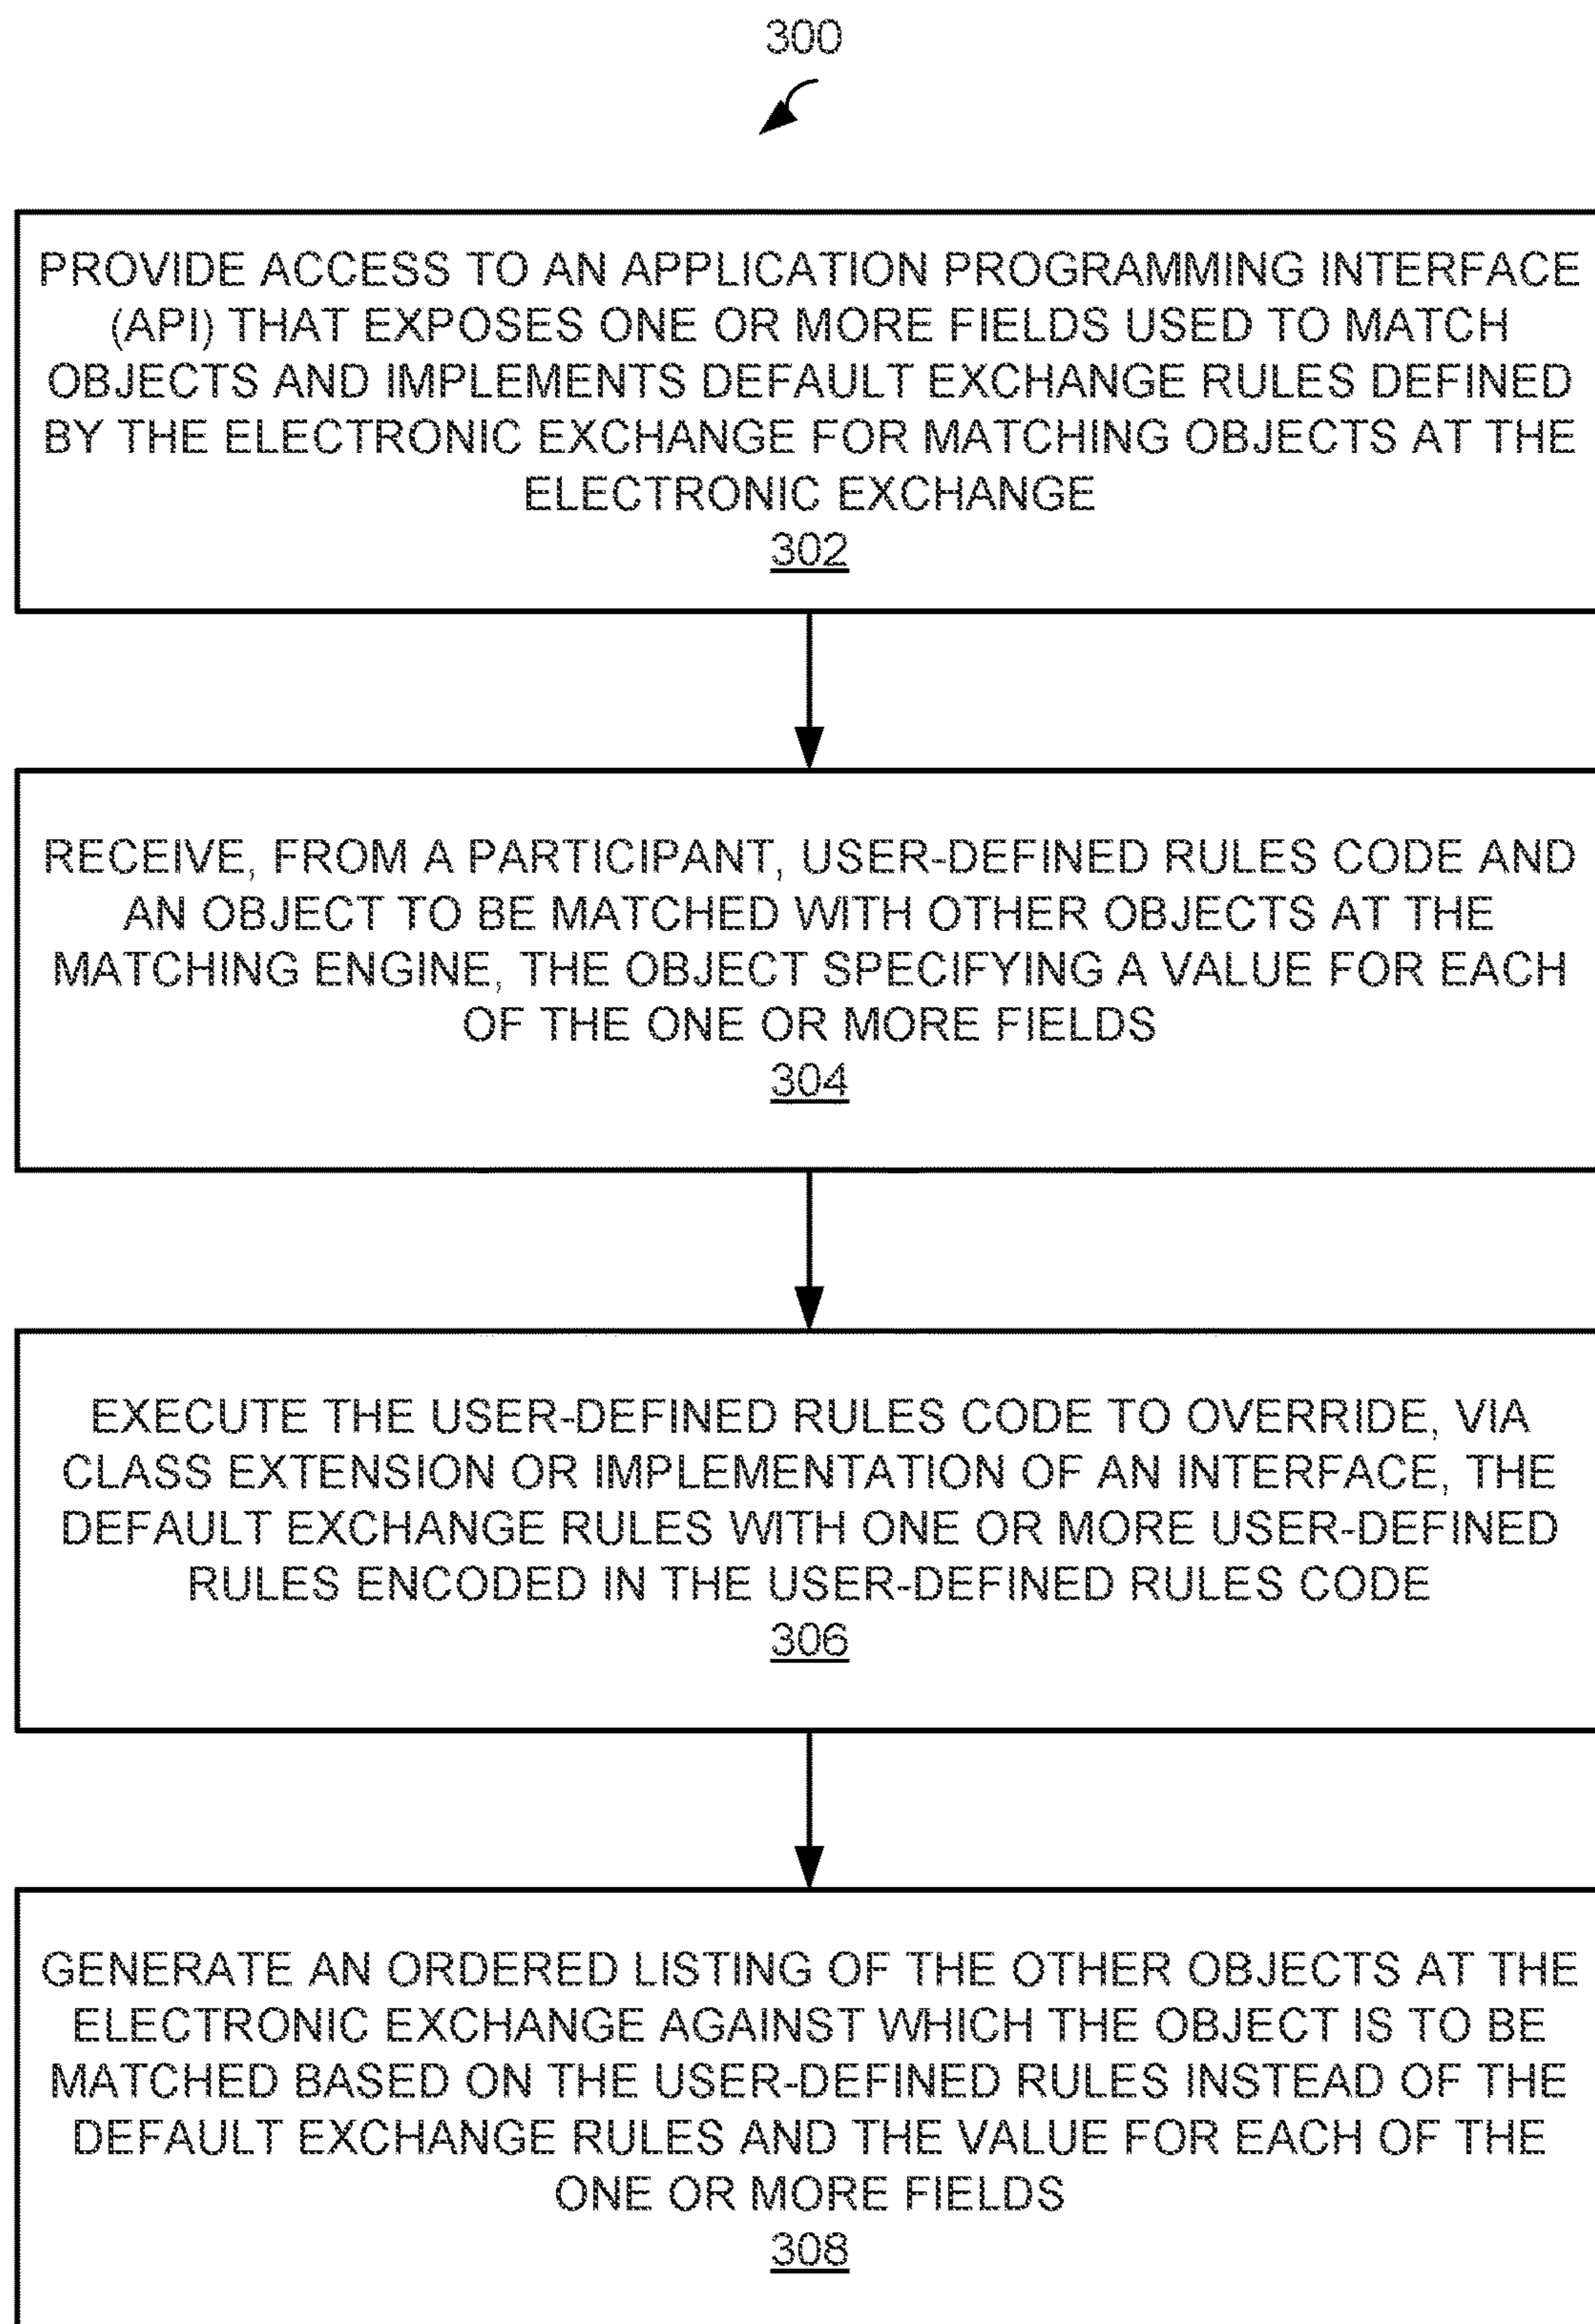 300
PROVIDE ACCESS TO AN APPLICATION PROGRAMMING INTERFACE
(API) THAT EXPOSES ONE OR MORE FIELDS USED TO MATCH
OBJECTS AND IMPLEMENTS DEFAULT EXCHANGE RULES DEFINED
BY THE ELECTRONIC EXCHANGE FOR MATCHING OBJECTS AT THE
ELECTRONIC EXCHANGE
302
RECEIVE, FROM A PARTICIPANT, USER-DEFINED RULES CODE AND
AN OBJECT TO BE MATCHED WITH OTHER OBJECTS AT THE
MATCHING ENGINE, THE OBJECT SPECIFYING A VALUE FOR EACH
OF THE ONE OR MORE FIELDS
304
EXECUTE THE USER-DEFINED RULES CODE TO OVERRIDE, VIA
CLASS EXTENSION OR IMPLEMENTATION OF AN INTERFACE, THE
DEFAULT EXCHANGE RULES WITH ONE OR MORE USER-DEFINED
RULES ENCODED IN THE USER-DEFINED RULES CODE
306
GENERATE AN ORDERED LISTING OF THE OTHER OBJECTS AT THE
ELECTRONIC EXCHANGE AGAINST WHICH THE OBJECT IS TO BE
MATCHED BASED ON THE USER-DEFINED RULES INSTEAD OF THE
DEFAULT EXCHANGE RULES AND THE VALUE FOR EACH OF THE
ONE OR MORE FIELDS
308